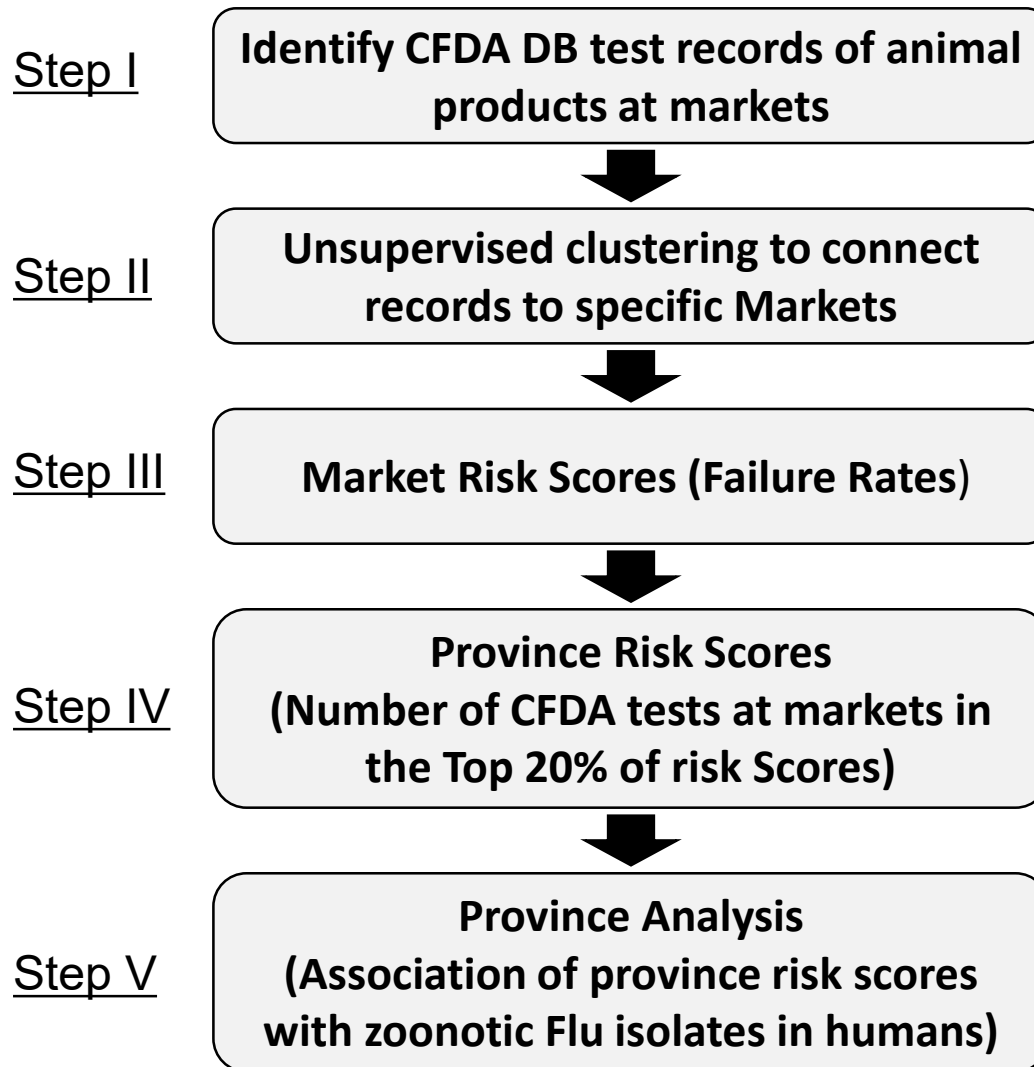 Step I
Identify CFDA DB test records of animal
products at markets
Step II
Unsupervised clustering to connect
records to specific Markets
Step III
Market Risk Scores (Failure Rates)
Step IV
Province Risk Scores
(Number of CFDA tests at markets in
the Top 20% of risk Scores)
Step V
Province Analysis
(Association of province risk scores
with zoonotic Flu isolates in humans)